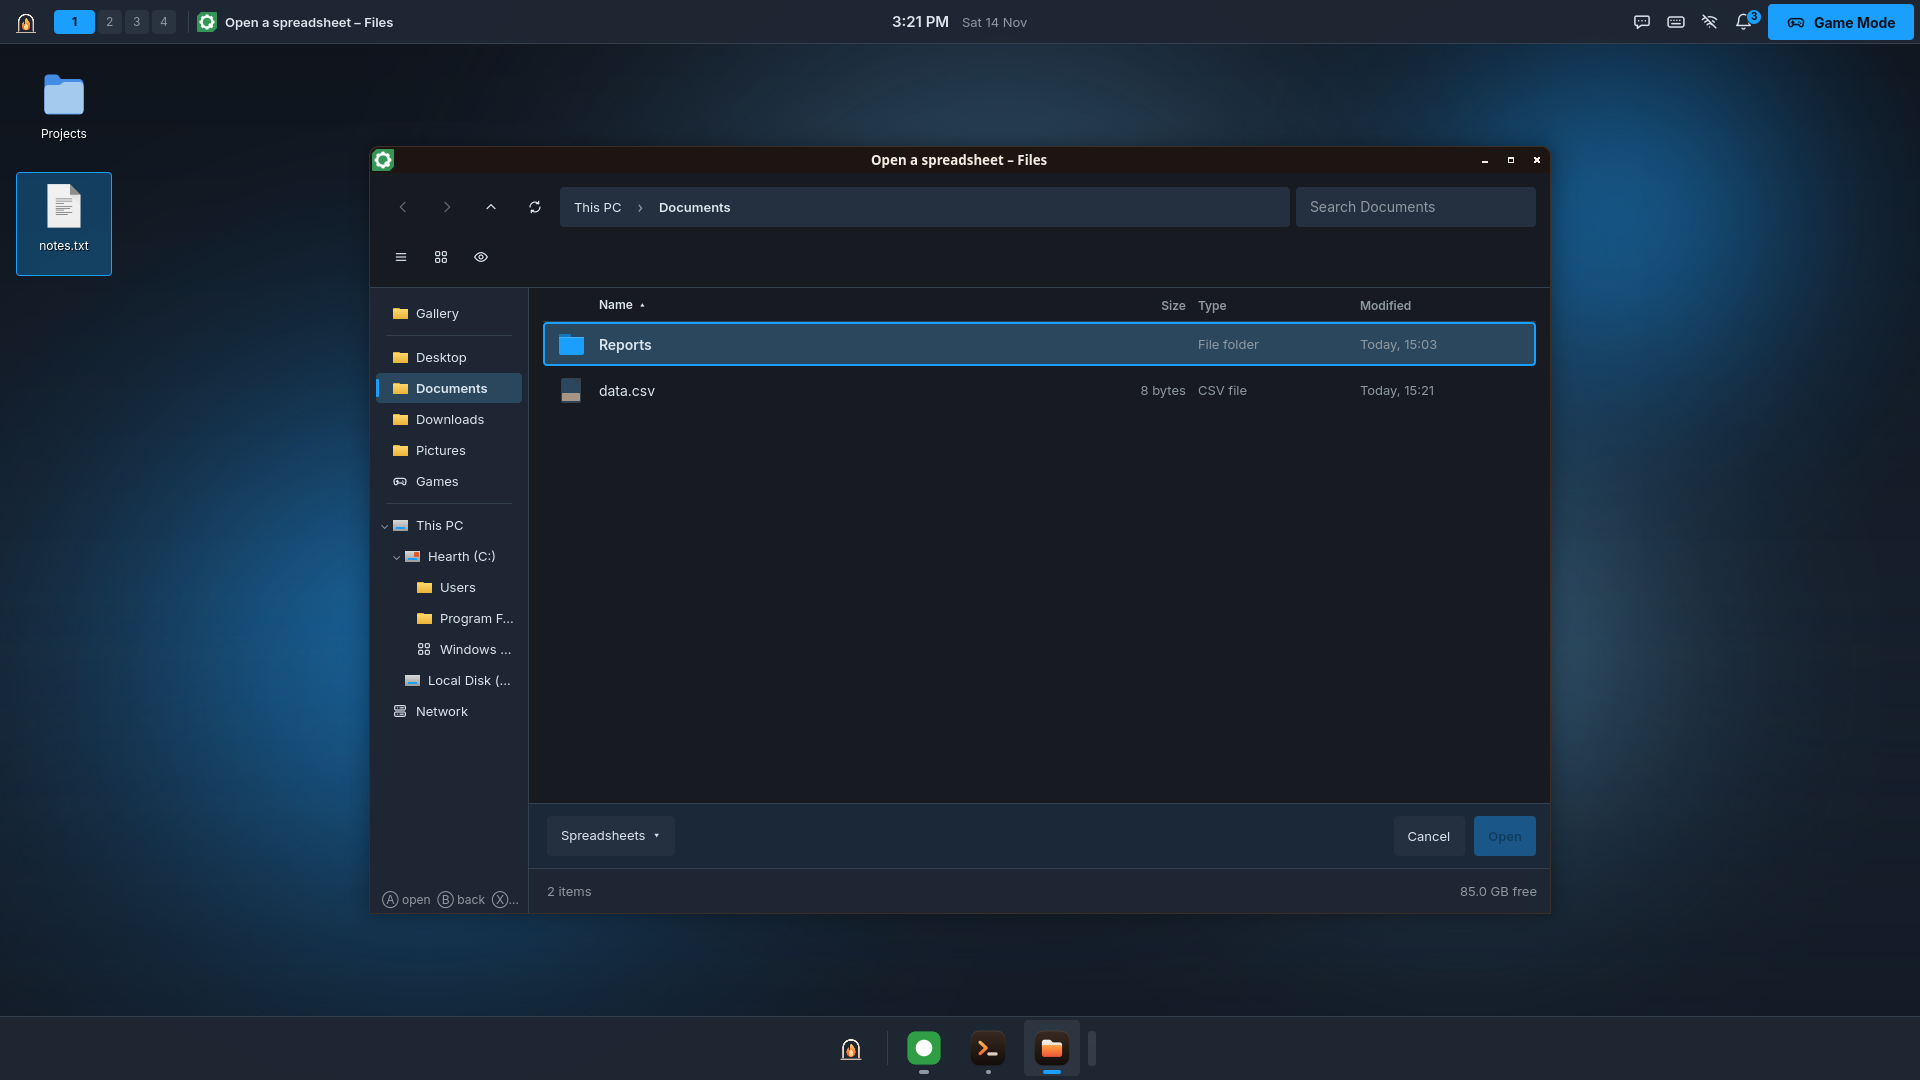 1 2 3 4 Open a spreadsheet – Files 3:21 PM Sat 14 Nov 3 Game Mode
Projects
notes.txt
Open a spreadsheet – Files
This PC › Documents Search Documents
Name Size Type Modified
Reports File folder Today, 15:03
data.csv 8 bytes CSV file Today, 15:21
Gallery
Desktop
Documents
Downloads
Pictures
Games
This PC
Hearth (C:)
Users
Program F...
Windows ...
Local Disk (...
Network
A open B back X...
Spreadsheets Cancel Open
2 items 85.0 GB free